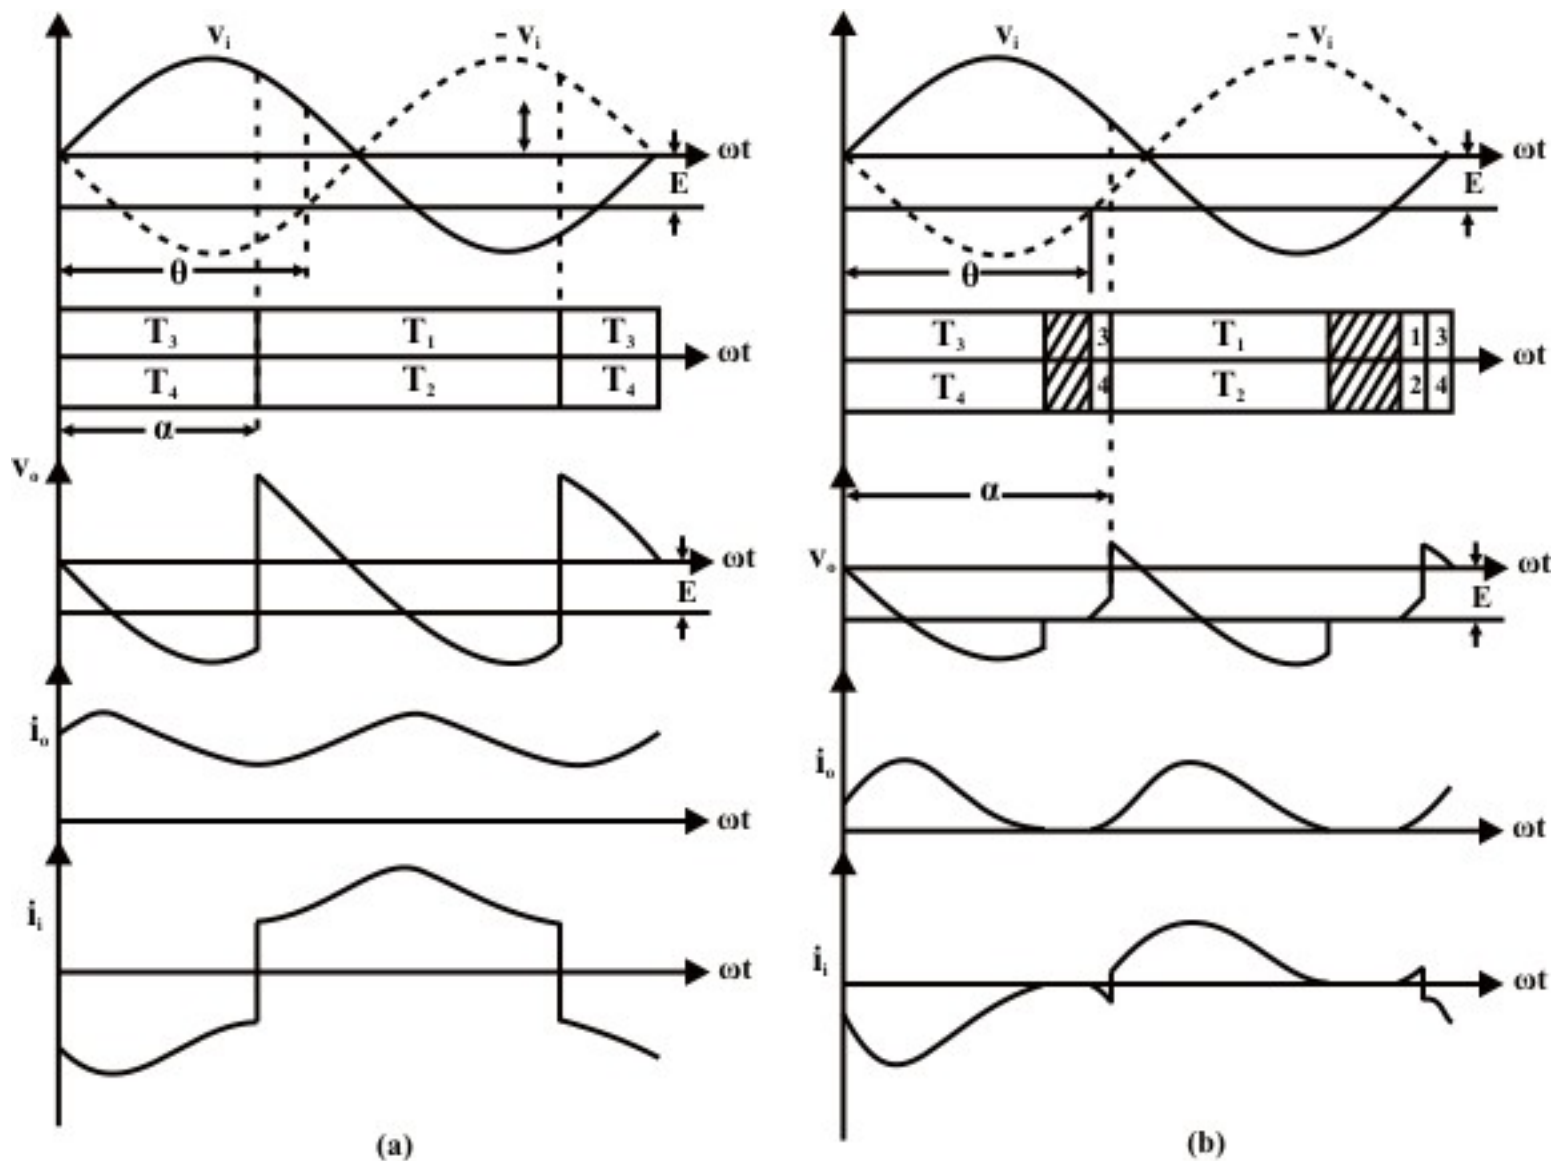 vᵢ - vᵢ
ωt
E
θ
T₃ T₁ T₃
ωt
T₄ T₂ T₄
α
vₒ
ωt
E
iₒ
ωt
iᵢ
ωt
(a)
vᵢ - vᵢ
ωt
E
θ
T₃ 3 T₁ 1 3
ωt
T₄ 4 T₂ 2 4
α
vₒ
ωt
E
iₒ
ωt
iᵢ
ωt
(b)